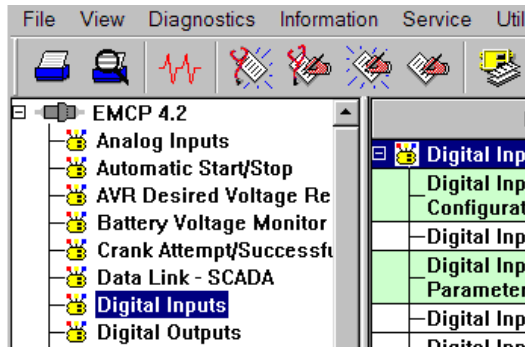 File View Diagnostics Information Service Util
EMCP 4.2
Analog Inputs
Automatic Start/Stop
AVR Desired Voltage Re
Battery Voltage Monitor
Crank Attempt/Successfu
Data Link - SCADA
Digital Inputs
Digital Outputs
Digital Inp
Digital Inp
Configurat
Digital Inp
Digital Inp
Parameter
Digital Inp
Digital Inp